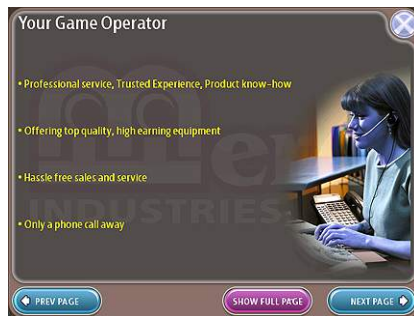 Your Game Operator
• Professional service, Trusted Experience, Product know-how
• Offering top quality, high earning equipment
• Hassle free sales and service
• Only a phone call away
INDUSTRIES
PREV PAGE
SHOW FULL PAGE
NEXT PAGE